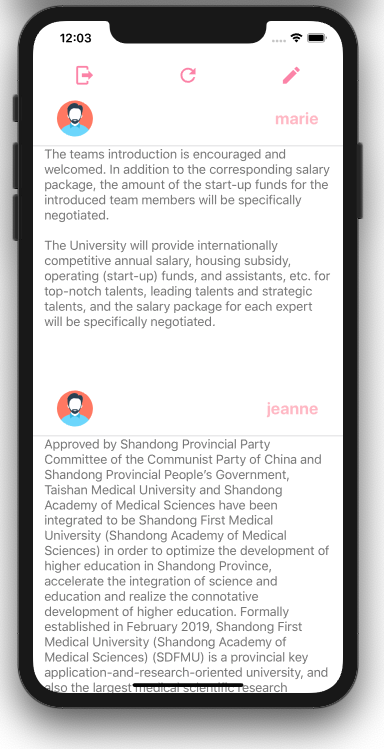 12:03
marie
The teams introduction is encouraged and
welcomed. In addition to the corresponding salary
package, the amount of the start-up funds for the
introduced team members will be specifically
negotiated.
The University will provide internationally
competitive annual salary, housing subsidy,
operating (start-up) funds, and assistants, etc. for
top-notch talents, leading talents and strategic
talents, and the salary package for each expert
will be specifically negotiated.
jeanne
Approved by Shandong Provincial Party
Committee of the Communist Party of China and
Shandong Provincial People's Government,
Taishan Medical University and Shandong
Academy of Medical Sciences have been
integrated to be Shandong First Medical
University (Shandong Academy of Medical
Sciences) in order to optimize the development of
higher education in Shandong Province,
accelerate the integration of science and
education and realize the connotative
development of higher education. Formally
established in February 2019, Shandong First
Medical University (Shandong Academy of
Medical Sciences) (SDFMU) is a provincial key
application-and-research-oriented university, and
also the largest medical scientific research